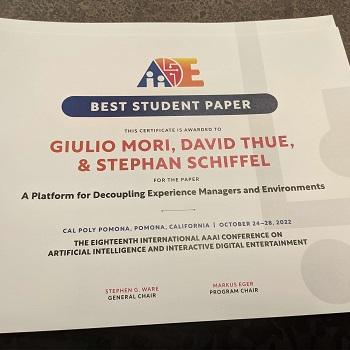 AIIDE
BEST STUDENT PAPER
THIS CERTIFICATE IS AWARDED TO
GIULIO MORI, DAVID THUE,
& STEPHAN SCHIFFEL
FOR THE PAPER
A Platform for Decoupling Experience Managers and Environments
CAL POLY POMONA, POMONA, CALIFORNIA | OCTOBER 24–28, 2022
THE EIGHTEENTH INTERNATIONAL AAAI CONFERENCE ON
ARTIFICIAL INTELLIGENCE AND INTERACTIVE DIGITAL ENTERTAINMENT
STEPHEN G. WARE MARKUS EGER
GENERAL CHAIR PROGRAM CHAIR